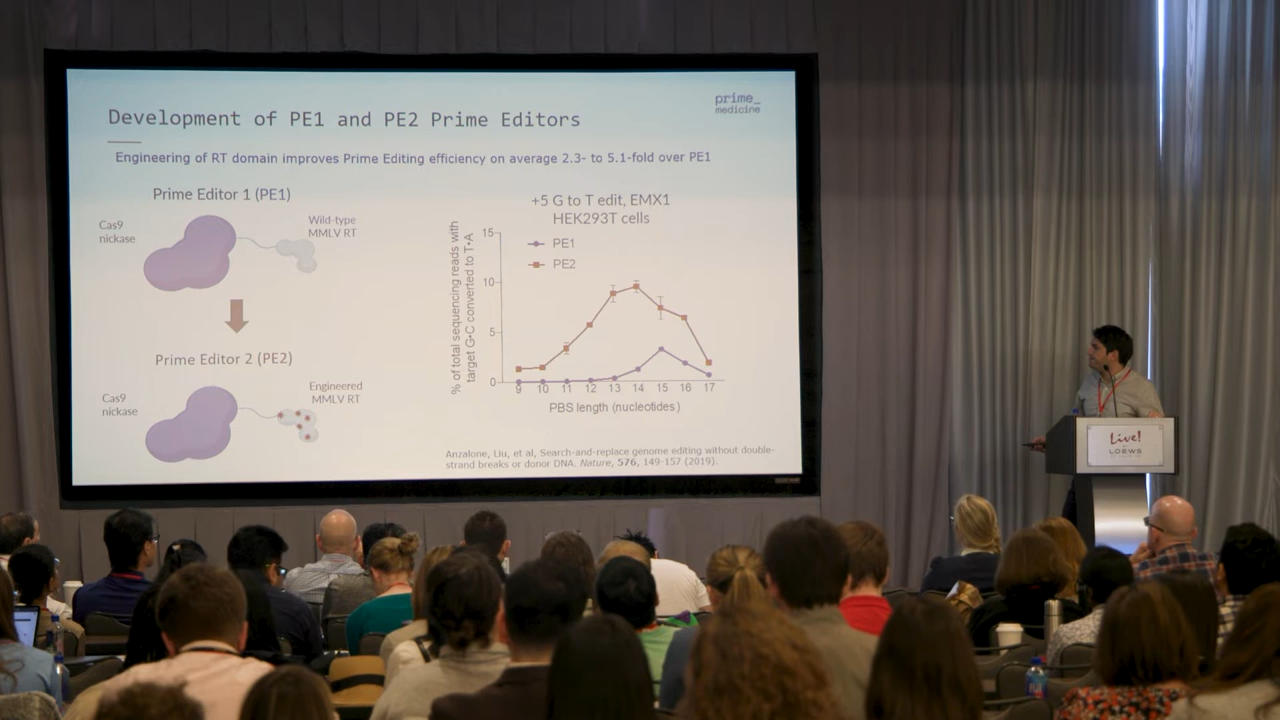 prime_
medicine
Development of PE1 and PE2 Prime Editors
Engineering of RT domain improves Prime Editing efficiency on average 2.3- to 5.1-fold over PE1
Prime Editor 1 (PE1)
Cas9
nickase
Wild-type
MMLV RT
Prime Editor 2 (PE2)
Cas9
nickase
Engineered
MMLV RT
+5 G to T edit, EMX1
HEK293T cells
% of total sequencing reads with
target G•C converted to T•A
15
10
5
0
PE1
PE2
9 10 11 12 13 14 15 16 17
PBS length (nucleotides)
Anzalone, Liu, et al, Search-and-replace genome editing without double-
strand breaks or donor DNA. Nature, 576, 149-157 (2019).
Live!
LOEWS